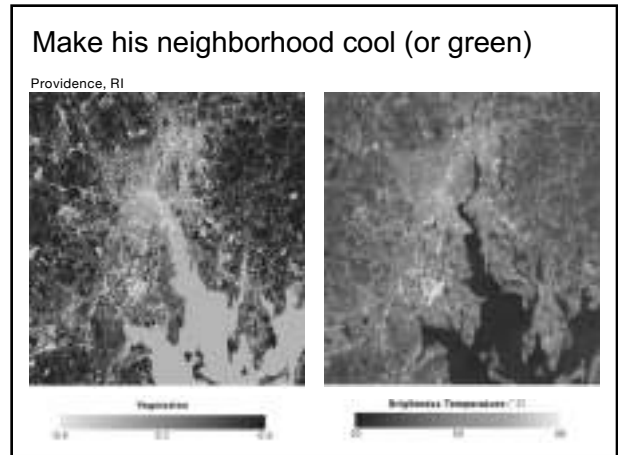 Make his neighborhood cool (or green)
Providence, RI
Vegetation
Brightness Temperature